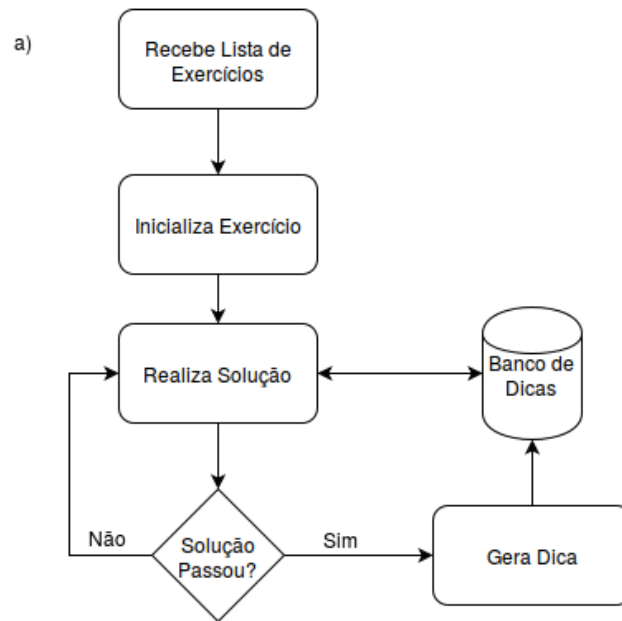 a)
Recebe Lista de
Exercícios
Inicializa Exercício
Realiza Solução
Banco de
Dicas
Não
Solução
Passou?
Sim
Gera Dica